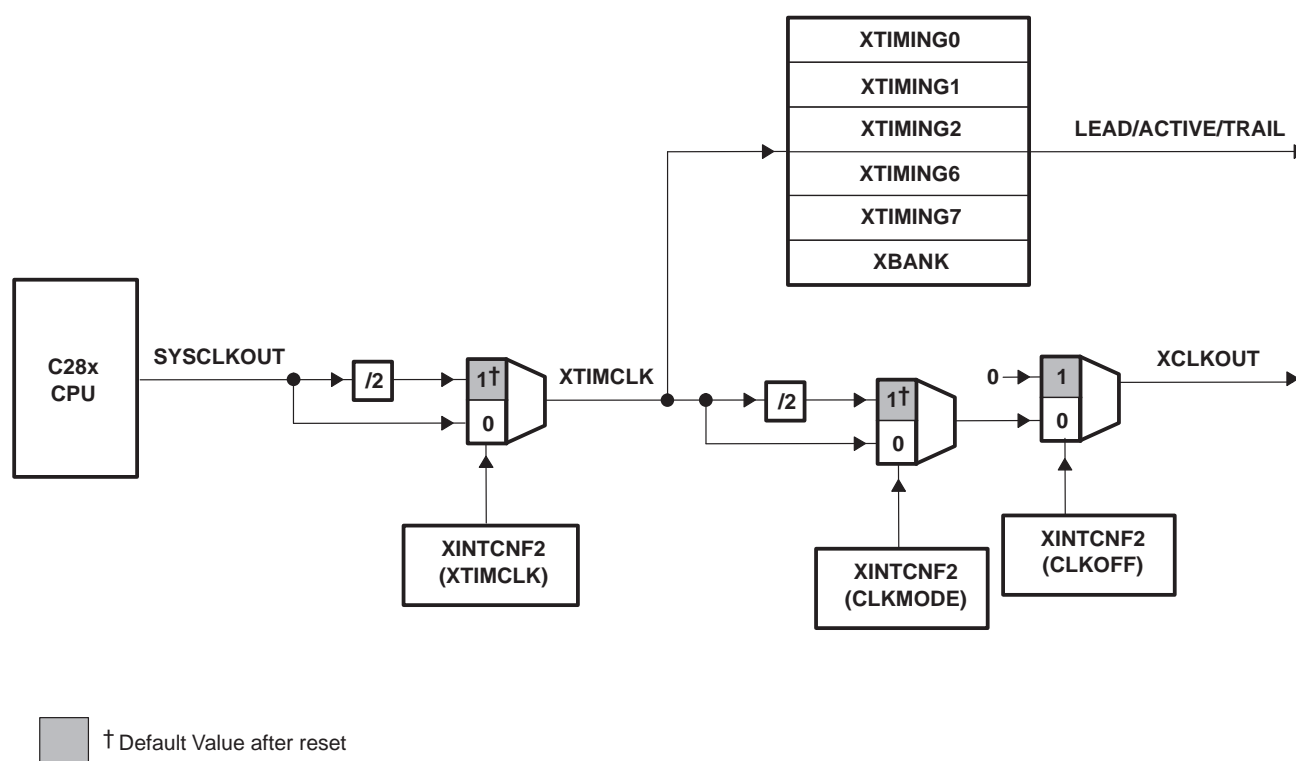 XTIMING0
XTIMING1
XTIMING2
XTIMING6
XTIMING7
XBANK
LEAD/ACTIVE/TRAIL
C28x
CPU
SYSCLKOUT
/2
1†
0
XTIMCLK
/2
1†
0
0
1
0
XCLKOUT
XINTCNF2
(XTIMCLK)
XINTCNF2
(CLKMODE)
XINTCNF2
(CLKOFF)
† Default Value after reset